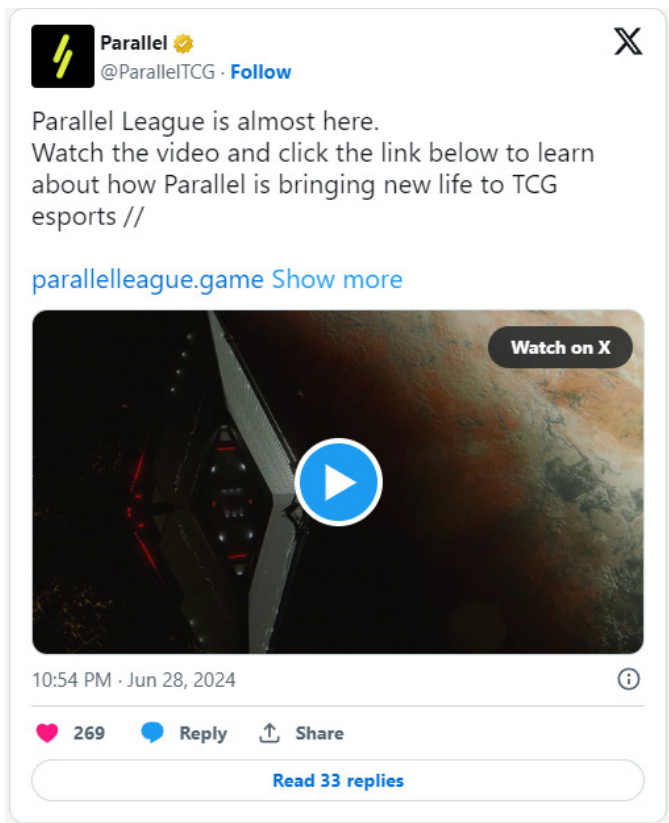 Parallel
@ParallelTCG · Follow
Parallel League is almost here.
Watch the video and click the link below to learn
about how Parallel is bringing new life to TCG
esports //
parallelleague.game Show more
Watch on X
10:54 PM · Jun 28, 2024
269 Reply Share
Read 33 replies